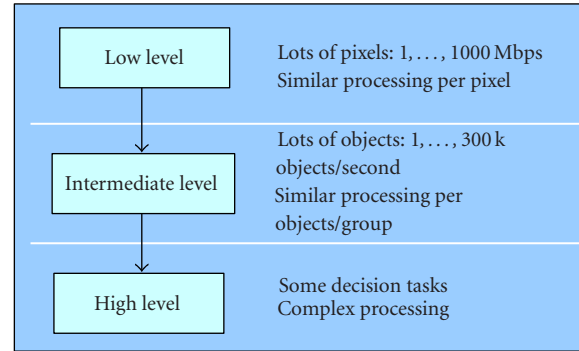 Low level
Lots of pixels: 1, . . . , 1000 Mbps
Similar processing per pixel
Intermediate level
Lots of objects: 1, . . . , 300 k
objects/second
Similar processing per
objects/group
High level
Some decision tasks
Complex processing